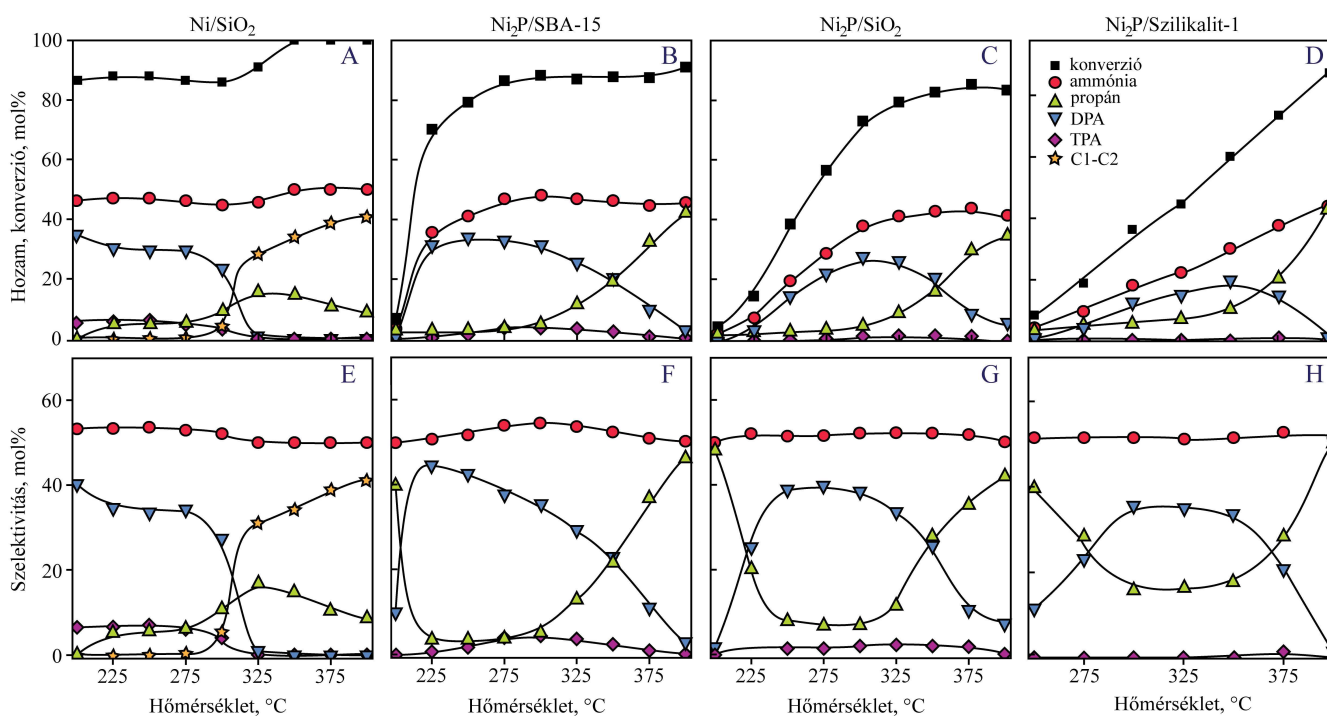 Ni/SiO₂
Ni₂P/SBA-15
Ni₂P/SiO₂
Ni₂P/Szilikalit-1
Hozam, konverzió, mol%
100
80
60
40
20
0
A
B
C
D
konverzió
ammónia
propán
DPA
TPA
C1-C2
Szelektivitás, mol%
60
40
20
0
E
F
G
H
225 275 325 375
225 275 325 375
225 275 325 375
275 325 375
Hőmérséklet, °C
Hőmérséklet, °C
Hőmérséklet, °C
Hőmérséklet, °C